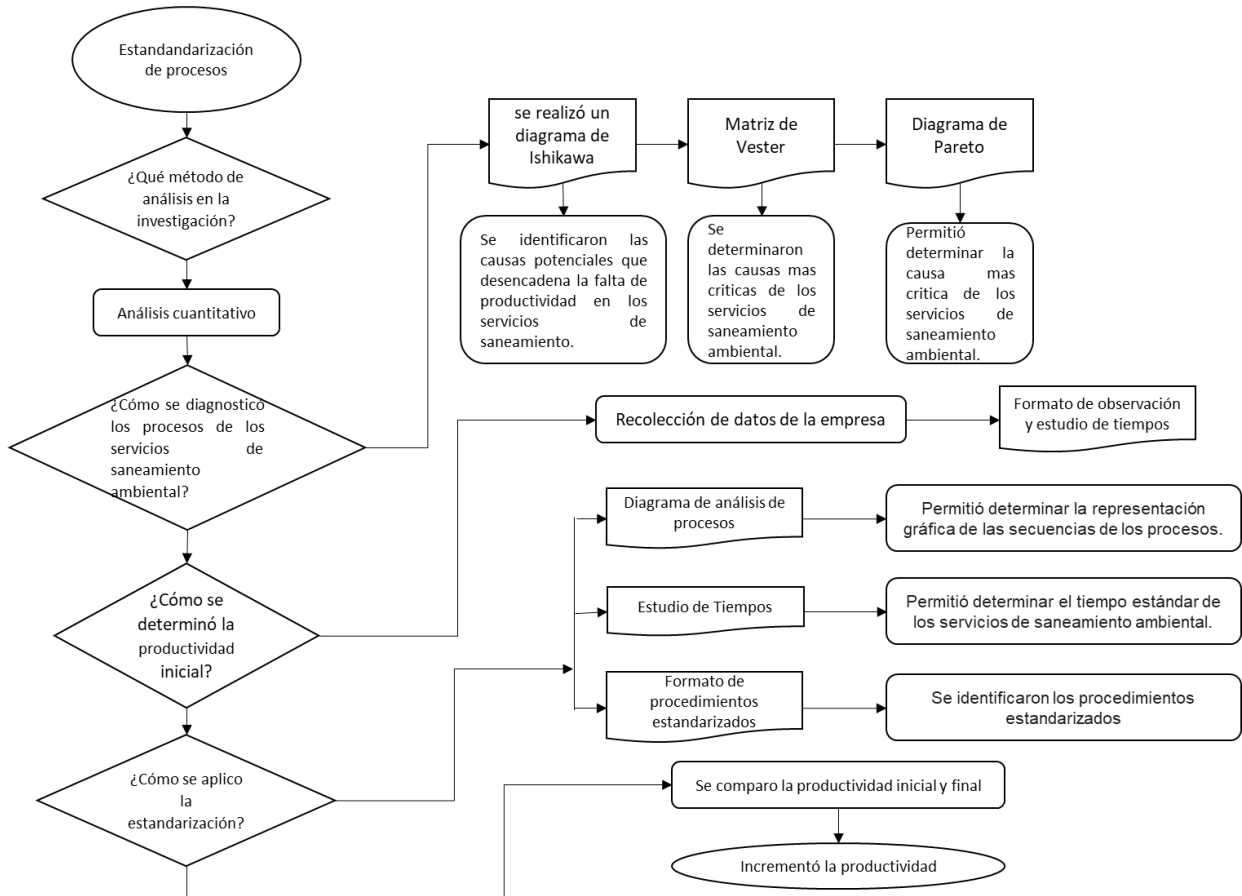 Estandandarización
de procesos
¿Qué método de
análisis en la
investigación?
Análisis cuantitativo
¿Cómo se diagnosticó
los procesos de los
servicios de
saneamiento
ambiental?
se realizó un
diagrama de
Ishikawa
Matriz de
Vester
Diagrama de
Pareto
Se identificaron las
causas potenciales que
desencadena la falta de
productividad en los
servicios de
saneamiento.
Se
determinaron
las causas mas
criticas de los
servicios de
saneamiento
ambiental.
Permitió
determinar la
causa mas
critica de los
servicios de
saneamiento
ambiental.
¿Cómo se
determinó la
productividad
inicial?
Recolección de datos de la empresa
Formato de observación
y estudio de tiempos
¿Cómo se aplico
la
estandarización?
Diagrama de análisis de
procesos
Permitió determinar la representación
gráfica de las secuencias de los procesos.
Estudio de Tiempos
Permitió determinar el tiempo estándar de
los servicios de saneamiento ambiental.
Formato de
procedimientos
estandarizados
Se identificaron los procedimientos
estandarizados
Se comparo la productividad inicial y final
Incrementó la productividad